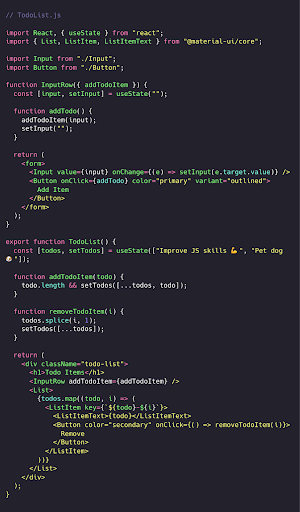 // TodoList.js
import React, { useState } from "react";
import { List, ListItem, ListItemText } from "@material-ui/core";
import Input from "./Input";
import Button from "./Button";
function InputRow({ addTodoItem }) {
const [input, setInput] = useState("");
function addTodo() {
addTodoItem(input);
setInput("");
}
return (
<form>
<Input value={input} onChange={(e) => setInput(e.target.value)} />
<Button onClick={addTodo} color="primary" variant="outlined">
Add Item
</Button>
</form>
);
}
export function TodoList() {
const [todos, setTodos] = useState(["Improve JS skills 💪", "Pet dog
🐶"]);
function addTodoItem(todo) {
todo.length && setTodos([...todos, todo]);
}
function removeTodoItem(i) {
todos.splice(i, 1);
setTodos([...todos]);
}
return (
<div className="todo-list">
<h1>Todo Items</h1>
<InputRow addTodoItem={addTodoItem} />
<List>
{todos.map((todo, i) => (
<ListItem key={`${todo}-${i}`}>
<ListItemText>{todo}</ListItemText>
<Button color="secondary" onClick={() => removeTodoItem(i)}>
Remove
</Button>
</ListItem>
))}
</List>
</div>
);
}